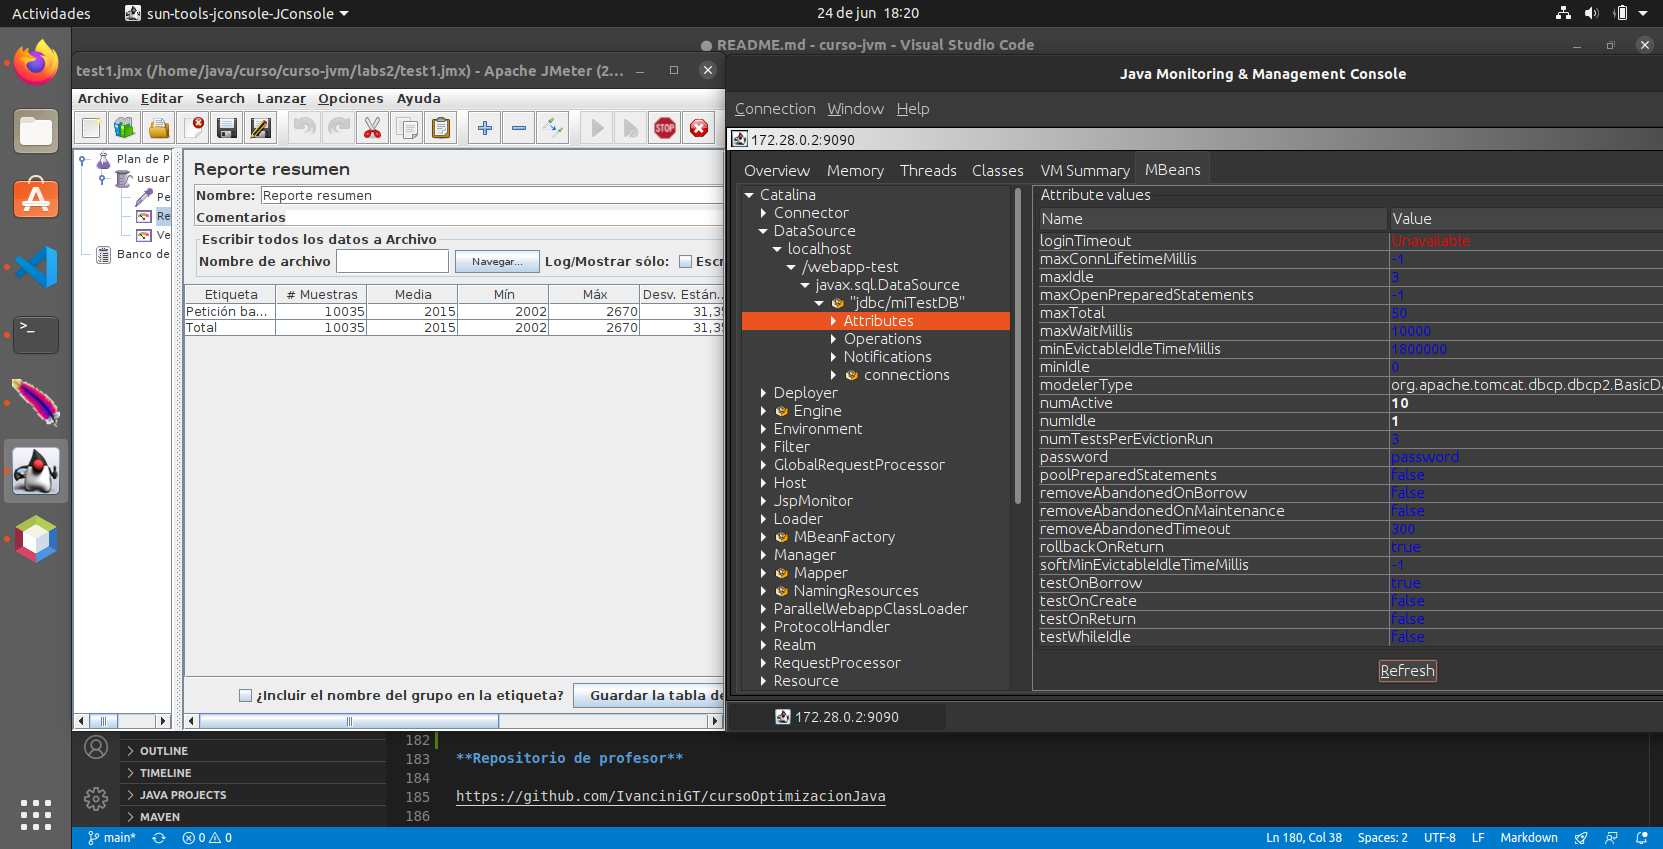 Actividades
sun-tools-jconsole-JConsole
24 de jun 18:20
● README.md - curso-jvm - Visual Studio Code
test1.jmx (/home/java/curso/curso-jvm/labs2/test1.jmx) - Apache JMeter (2...
Archivo Editar Search Lanzar Opciones Ayuda
STOP
Plan de P
usuar
Pe
Re
Ve
Banco de
Reporte resumen
Nombre: Reporte resumen
Comentarios
Escribir todos los datos a Archivo
Nombre de archivo Navegar... Log/Mostrar sólo: Escr
Etiqueta # Muestras Media Mín Máx Desv. Están...
Petición ba... 10035 2015 2002 2670 31,35
Total 10035 2015 2002 2670 31,35
¿Incluir el nombre del grupo en la etiqueta? Guardar la tabla de
Java Monitoring & Management Console
Connection Window Help
172.28.0.2:9090
Overview Memory Threads Classes VM Summary MBeans
Catalina
Connector
DataSource
localhost
/webapp-test
javax.sql.DataSource
"jdbc/miTestDB"
Attributes
Operations
Notifications
connections
Deployer
Engine
Environment
Filter
GlobalRequestProcessor
Host
JspMonitor
Loader
MBeanFactory
Manager
Mapper
NamingResources
ParallelWebappClassLoader
ProtocolHandler
Realm
RequestProcessor
Resource
Attribute values
Name Value
loginTimeout Unavailable
maxConnLifetimeMillis -1
maxIdle 3
maxOpenPreparedStatements -1
maxTotal 50
maxWaitMillis 10000
minEvictableIdleTimeMillis 1800000
minIdle 0
modelerType org.apache.tomcat.dbcp.dbcp2.BasicDa
numActive 10
numIdle 1
numTestsPerEvictionRun 3
password password
poolPreparedStatements false
removeAbandonedOnBorrow false
removeAbandonedOnMaintenance false
removeAbandonedTimeout 300
rollbackOnReturn true
softMinEvictableIdleTimeMillis -1
testOnBorrow true
testOnCreate false
testOnReturn false
testWhileIdle false
Refresh
172.28.0.2:9090
OUTLINE
TIMELINE
JAVA PROJECTS
MAVEN
182
183 **Repositorio de profesor**
184
185 https://github.com/IvanciniGT/cursoOptimizacionJava
186
main* 0 0 Ln 180, Col 38 Spaces: 2 UTF-8 LF Markdown